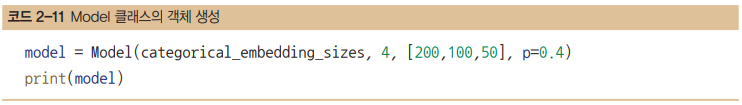 코드 2-11 Model 클래스의 객체 생성
model = Model(categorical_embedding_sizes, 4, [200,100,50], p=0.4)
print(model)